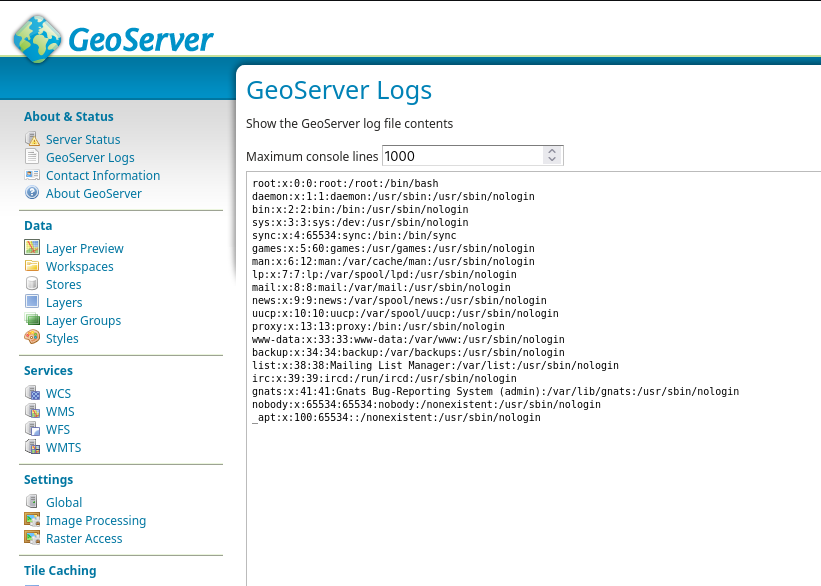 GeoServer
About & Status
Server Status
GeoServer Logs
Contact Information
About GeoServer
Data
Layer Preview
Workspaces
Stores
Layers
Layer Groups
Styles
Services
WCS
WMS
WFS
WMTS
Settings
Global
Image Processing
Raster Access
Tile Caching
GeoServer Logs
Show the GeoServer log file contents
Maximum console lines 1000
root:x:0:0:root:/root:/bin/bash
daemon:x:1:1:daemon:/usr/sbin:/usr/sbin/nologin
bin:x:2:2:bin:/bin:/usr/sbin/nologin
sys:x:3:3:sys:/dev:/usr/sbin/nologin
sync:x:4:65534:sync:/bin:/bin/sync
games:x:5:60:games:/usr/games:/usr/sbin/nologin
man:x:6:12:man:/var/cache/man:/usr/sbin/nologin
lp:x:7:7:lp:/var/spool/lpd:/usr/sbin/nologin
mail:x:8:8:mail:/var/mail:/usr/sbin/nologin
news:x:9:9:news:/var/spool/news:/usr/sbin/nologin
uucp:x:10:10:uucp:/var/spool/uucp:/usr/sbin/nologin
proxy:x:13:13:proxy:/bin:/usr/sbin/nologin
www-data:x:33:33:www-data:/var/www:/usr/sbin/nologin
backup:x:34:34:backup:/var/backups:/usr/sbin/nologin
list:x:38:38:Mailing List Manager:/var/list:/usr/sbin/nologin
irc:x:39:39:ircd:/run/ircd:/usr/sbin/nologin
gnats:x:41:41:Gnats Bug-Reporting System (admin):/var/lib/gnats:/usr/sbin/nologin
nobody:x:65534:65534:nobody:/nonexistent:/usr/sbin/nologin
_apt:x:100:65534::/nonexistent:/usr/sbin/nologin